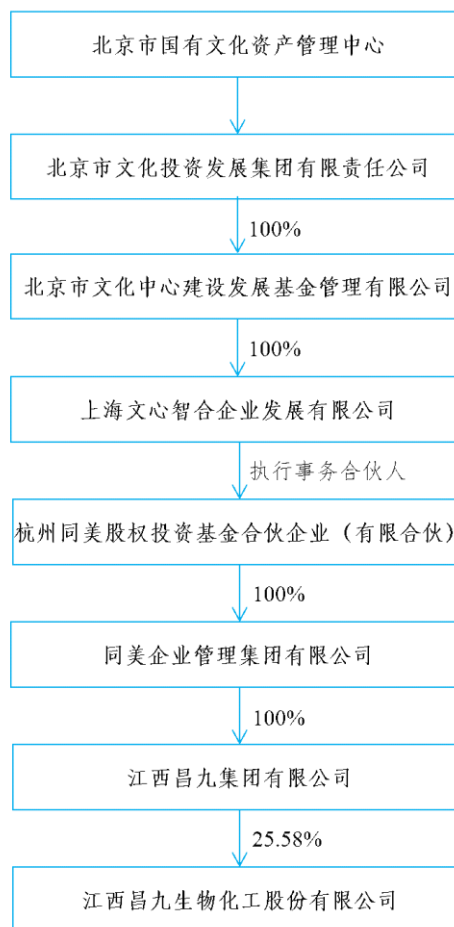 北京市国有文化资产管理中心
北京市文化投资发展集团有限责任公司
100%
北京市文化中心建设发展基金管理有限公司
100%
上海文心智合企业发展有限公司
执行事务合伙人
杭州同美股权投资基金合伙企业（有限合伙）
100%
同美企业管理集团有限公司
100%
江西昌九集团有限公司
25.58%
江西昌九生物化工股份有限公司